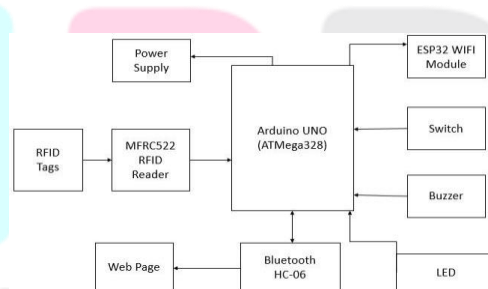 Power
Supply
ESP32 WIFI
Module
Arduino UNO
(ATMega328)
Switch
RFID
Tags
MFRC522
RFID
Reader
Buzzer
Web Page
Bluetooth
HC-06
LED